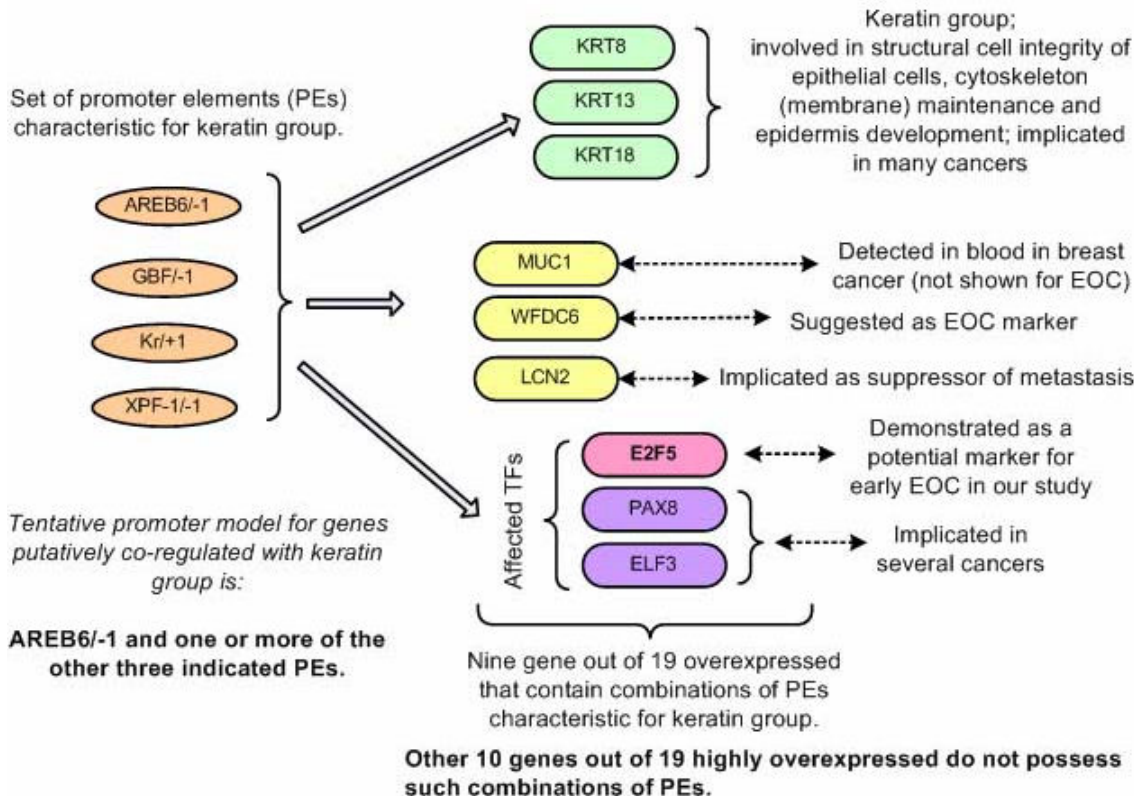 Set of promoter elements (PEs)
characteristic for keratin group.
AREB6/-1
GBF/-1
Kr/+1
XPF-1/-1
Tentative promoter model for genes
putatively co-regulated with keratin
group is:
AREB6/-1 and one or more of the
other three indicated PEs.
KRT8
KRT13
KRT18
Keratin group;
involved in structural cell integrity of
epithelial cells, cytoskeleton
(membrane) maintenance and
epidermis development; implicated
in many cancers
MUC1
Detected in blood in breast
cancer (not shown for EOC)
WFDC6
Suggested as EOC marker
LCN2
Implicated as suppressor of metastasis
Affected TFs
E2F5
Demonstrated as a
potential marker for
early EOC in our study
PAX8
ELF3
Implicated in
several cancers
Nine gene out of 19 overexpressed
that contain combinations of PEs
characteristic for keratin group.
Other 10 genes out of 19 highly overexpressed do not possess
such combinations of PEs.